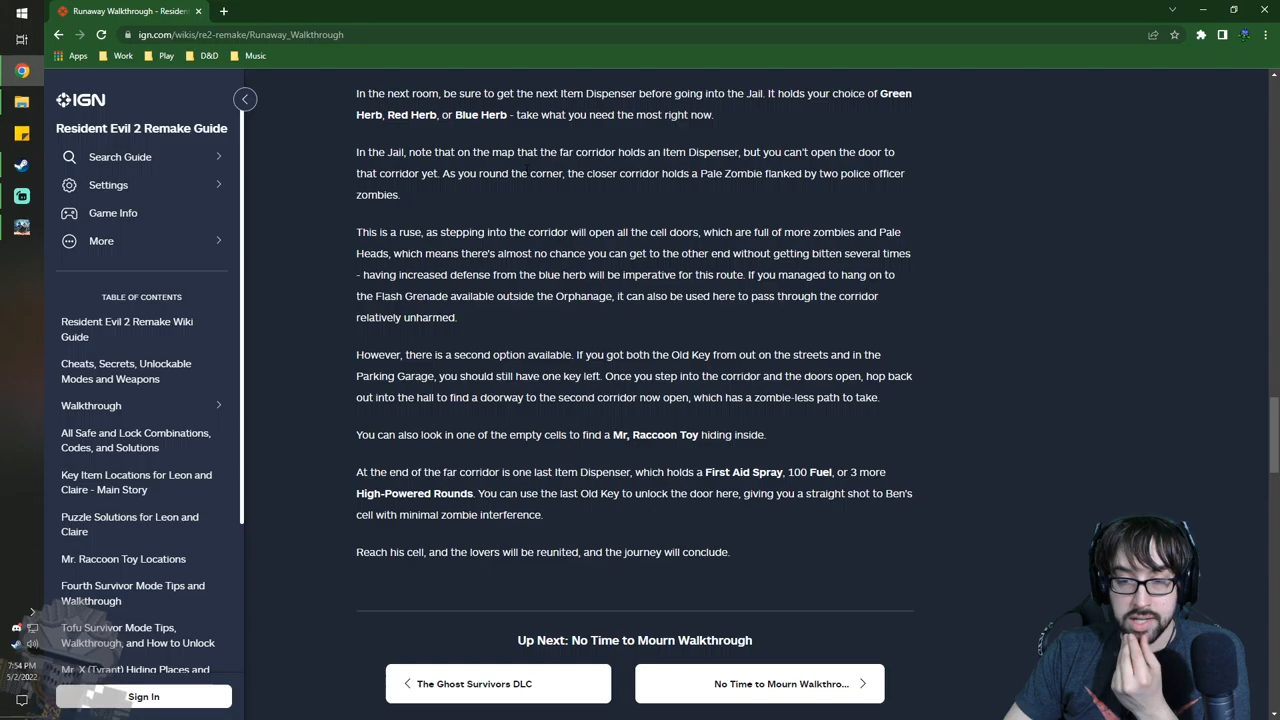 Runaway Walkthrough - Residen
ign.com/wikis/re2-remake/Runaway_Walkthrough
Apps
Work
Play
D&D
Music
IGN
Resident Evil 2 Remake Guide
Search Guide
Settings
Game Info
More
TABLE OF CONTENTS
Resident Evil 2 Remake Wiki
Guide
Cheats, Secrets, Unlockable
Modes and Weapons
Walkthrough
All Safe and Lock Combinations,
Codes, and Solutions
Key Item Locations for Leon and
Claire - Main Story
Puzzle Solutions for Leon and
Claire
Mr. Raccoon Toy Locations
Fourth Survivor Mode Tips and
Walkthrough
Tofu Survivor Mode Tips,
Walkthrough, and How to Unlock
Mr. X (Tyrant) Hiding Places and
Sign In
7:54 PM
5/2/2022
In the next room, be sure to get the next Item Dispenser before going into the Jail. It holds your choice of Green
Herb, Red Herb, or Blue Herb - take what you need the most right now.
In the Jail, note that on the map that the far corridor holds an Item Dispenser, but you can't open the door to
that corridor yet. As you round the corner, the closer corridor holds a Pale Zombie flanked by two police officer
zombies.
This is a ruse, as stepping into the corridor will open all the cell doors, which are full of more zombies and Pale
Heads, which means there's almost no chance you can get to the other end without getting bitten several times
- having increased defense from the blue herb will be imperative for this route. If you managed to hang on to
the Flash Grenade available outside the Orphanage, it can also be used here to pass through the corridor
relatively unharmed.
However, there is a second option available. If you got both the Old Key from out on the streets and in the
Parking Garage, you should still have one key left. Once you step into the corridor and the doors open, hop back
out into the hall to find a doorway to the second corridor now open, which has a zombie-less path to take.
You can also look in one of the empty cells to find a Mr, Raccoon Toy hiding inside.
At the end of the far corridor is one last Item Dispenser, which holds a First Aid Spray, 100 Fuel, or 3 more
High-Powered Rounds. You can use the last Old Key to unlock the door here, giving you a straight shot to Ben's
cell with minimal zombie interference.
Reach his cell, and the lovers will be reunited, and the journey will conclude.
Up Next: No Time to Mourn Walkthrough
The Ghost Survivors DLC
No Time to Mourn Walkthro...